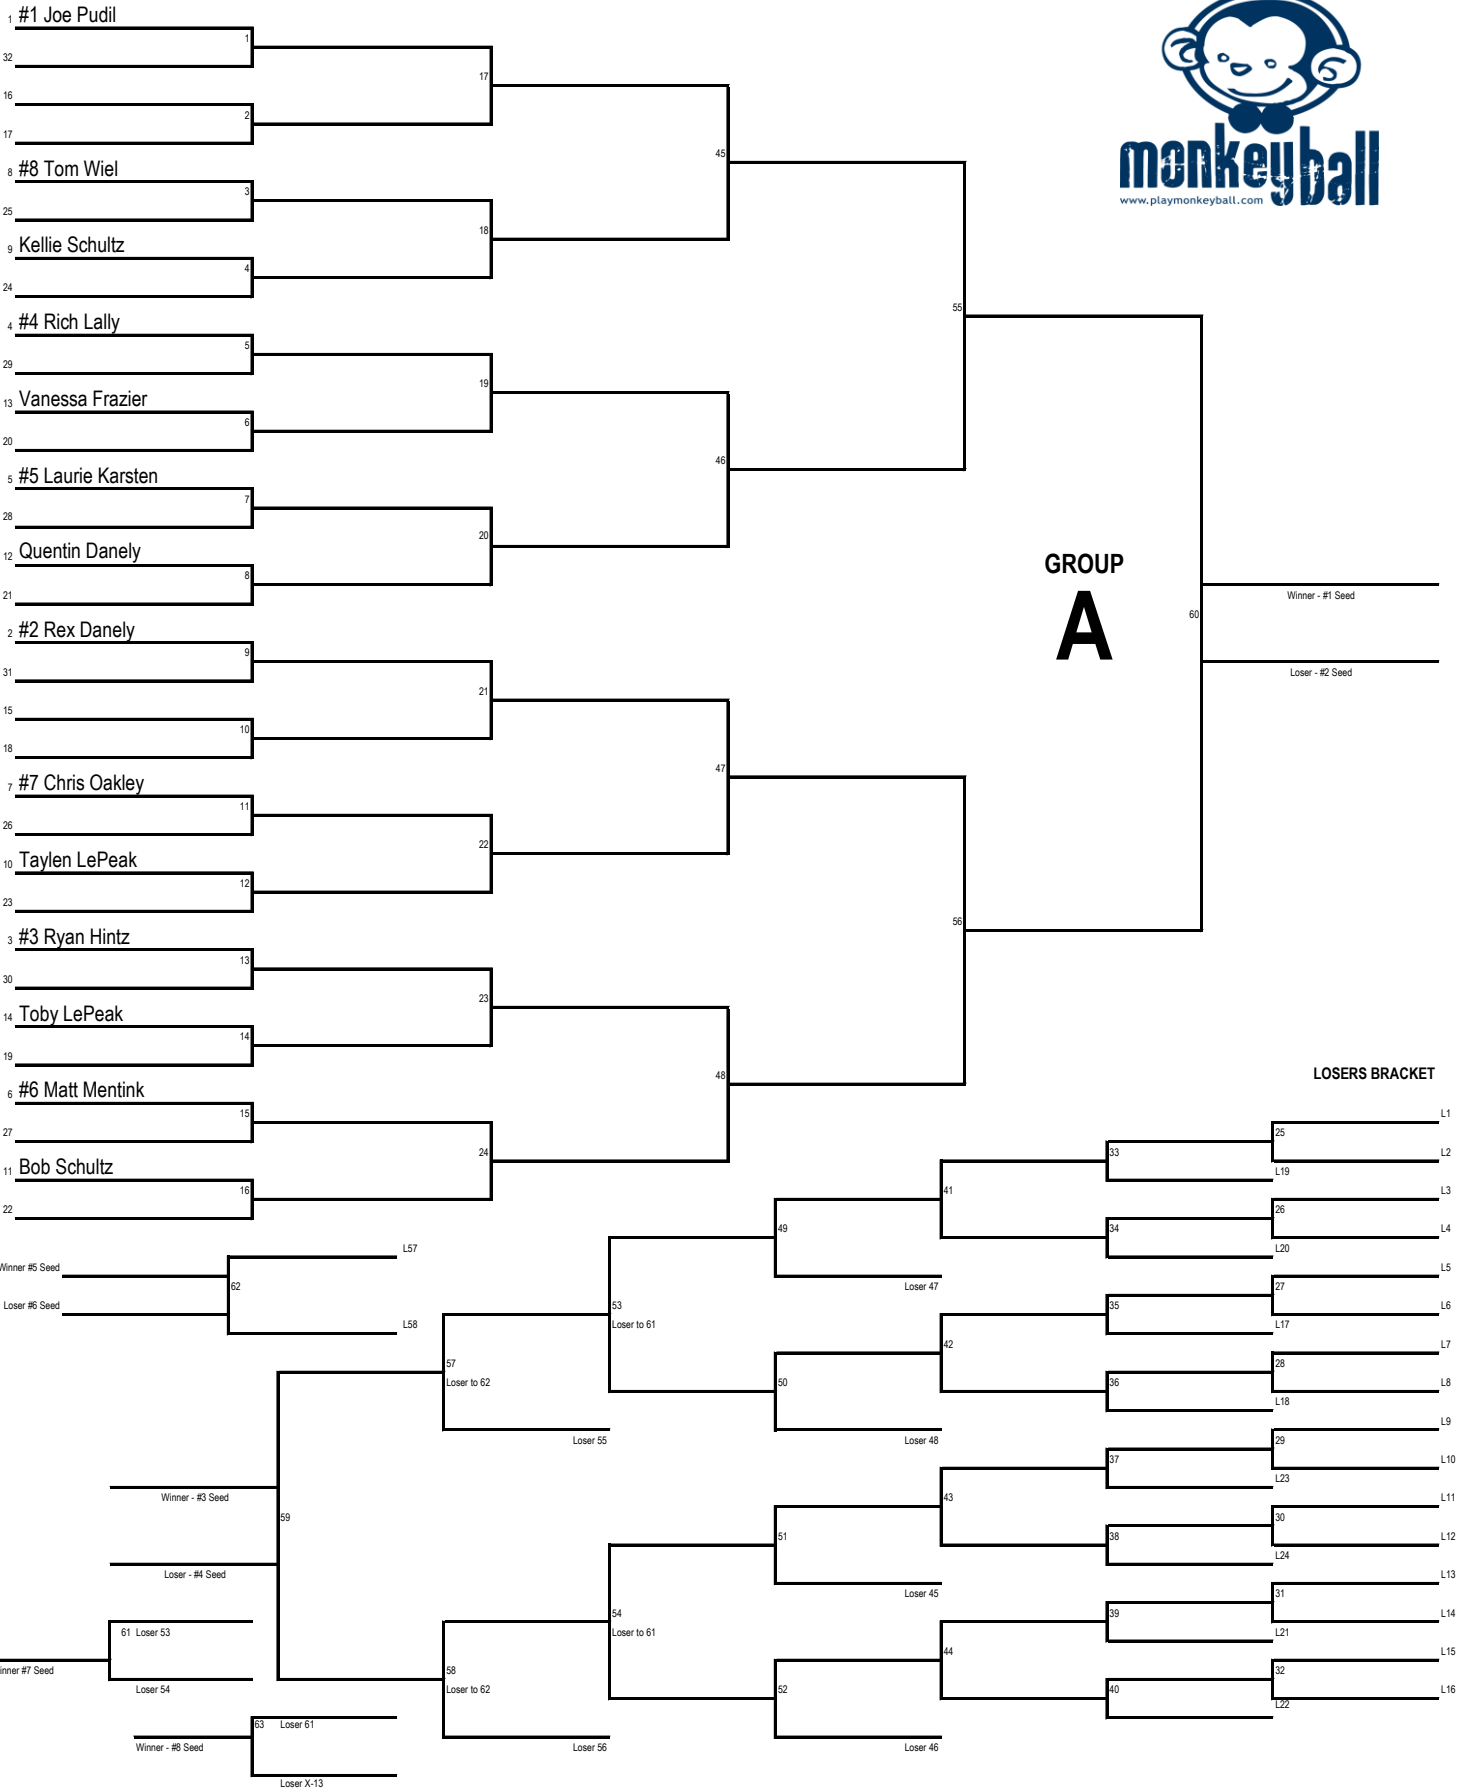 1 #1 Joe Pudil
1
32
17
16
2
17
45
8 #8 Tom Wiel
3
25
18
9 Kellie Schultz
4
24
55
4 #4 Rich Lally
5
29
19
13 Vanessa Frazier
6
20
46
5 #5 Laurie Karsten
7
28
20
12 Quentin Danely
8
21
2 #2 Rex Danely
9
31
21
15
10
18
47
7 #7 Chris Oakley
11
26
22
10 Taylen LePeak
12
23
56
3 #3 Ryan Hintz
13
30
23
14 Toby LePeak
14
19
48
6 #6 Matt Mentink
15
27
24
11 Bob Schultz
16
22
monkeyball
www.playmonkeyball.com
GROUP
A
60
Winner - #1 Seed
Loser - #2 Seed
LOSERS BRACKET
L1
25
L2
33
L19
L3
41
26
L4
34
49
L20
Loser 47
L5
27
L6
35
53
Loser to 61
L17
L7
42
28
L8
36
50
L18
Loser 48
L57
Winner #5 Seed
62
Loser #6 Seed
L58
57
Loser to 62
Loser 55
L9
29
L10
37
L23
L11
43
30
L12
38
51
L24
Loser 45
Winner - #3 Seed
59
Loser - #4 Seed
L13
31
L14
39
54
Loser to 61
L21
L15
44
32
L16
40
52
L22
Loser 46
61 Loser 53
inner #7 Seed
Loser 54
58
Loser to 62
Loser 56
63 Loser 61
Winner - #8 Seed
Loser X-13